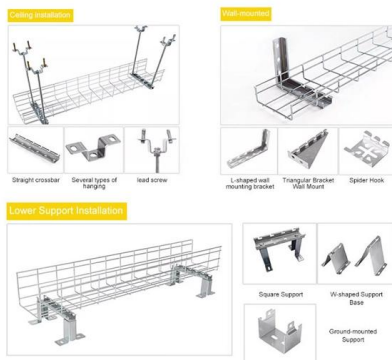 Ceiling installation
Wall-mounted
Straight crossbar
Several types of
hanging
lead screw
L-shaped wall
mounting bracket
Triangular Bracket
Wall Mount
Spider Hook
Lower Support Installation
Square Support
W-shaped Support
Base
Ground-mounted
Support